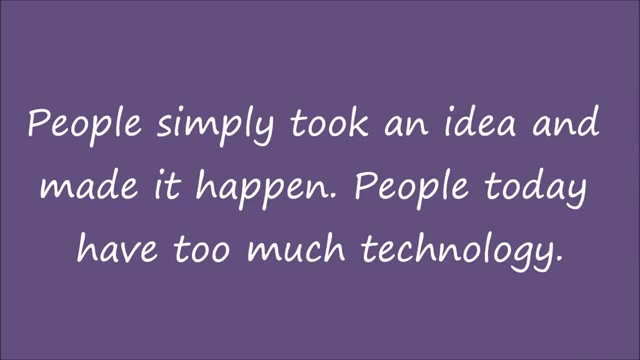 People simply took an idea and
made it happen. People today
have too much technology.